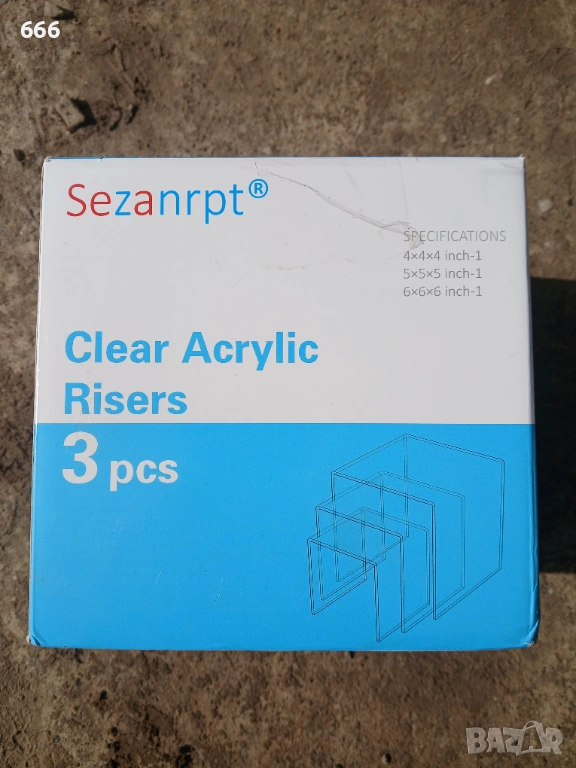 666
Sezanrpt®
SPECIFICATIONS
4×4×4 inch-1
5×5×5 inch-1
6×6×6 inch-1
Clear Acrylic
Risers
3 pcs
BAZAR